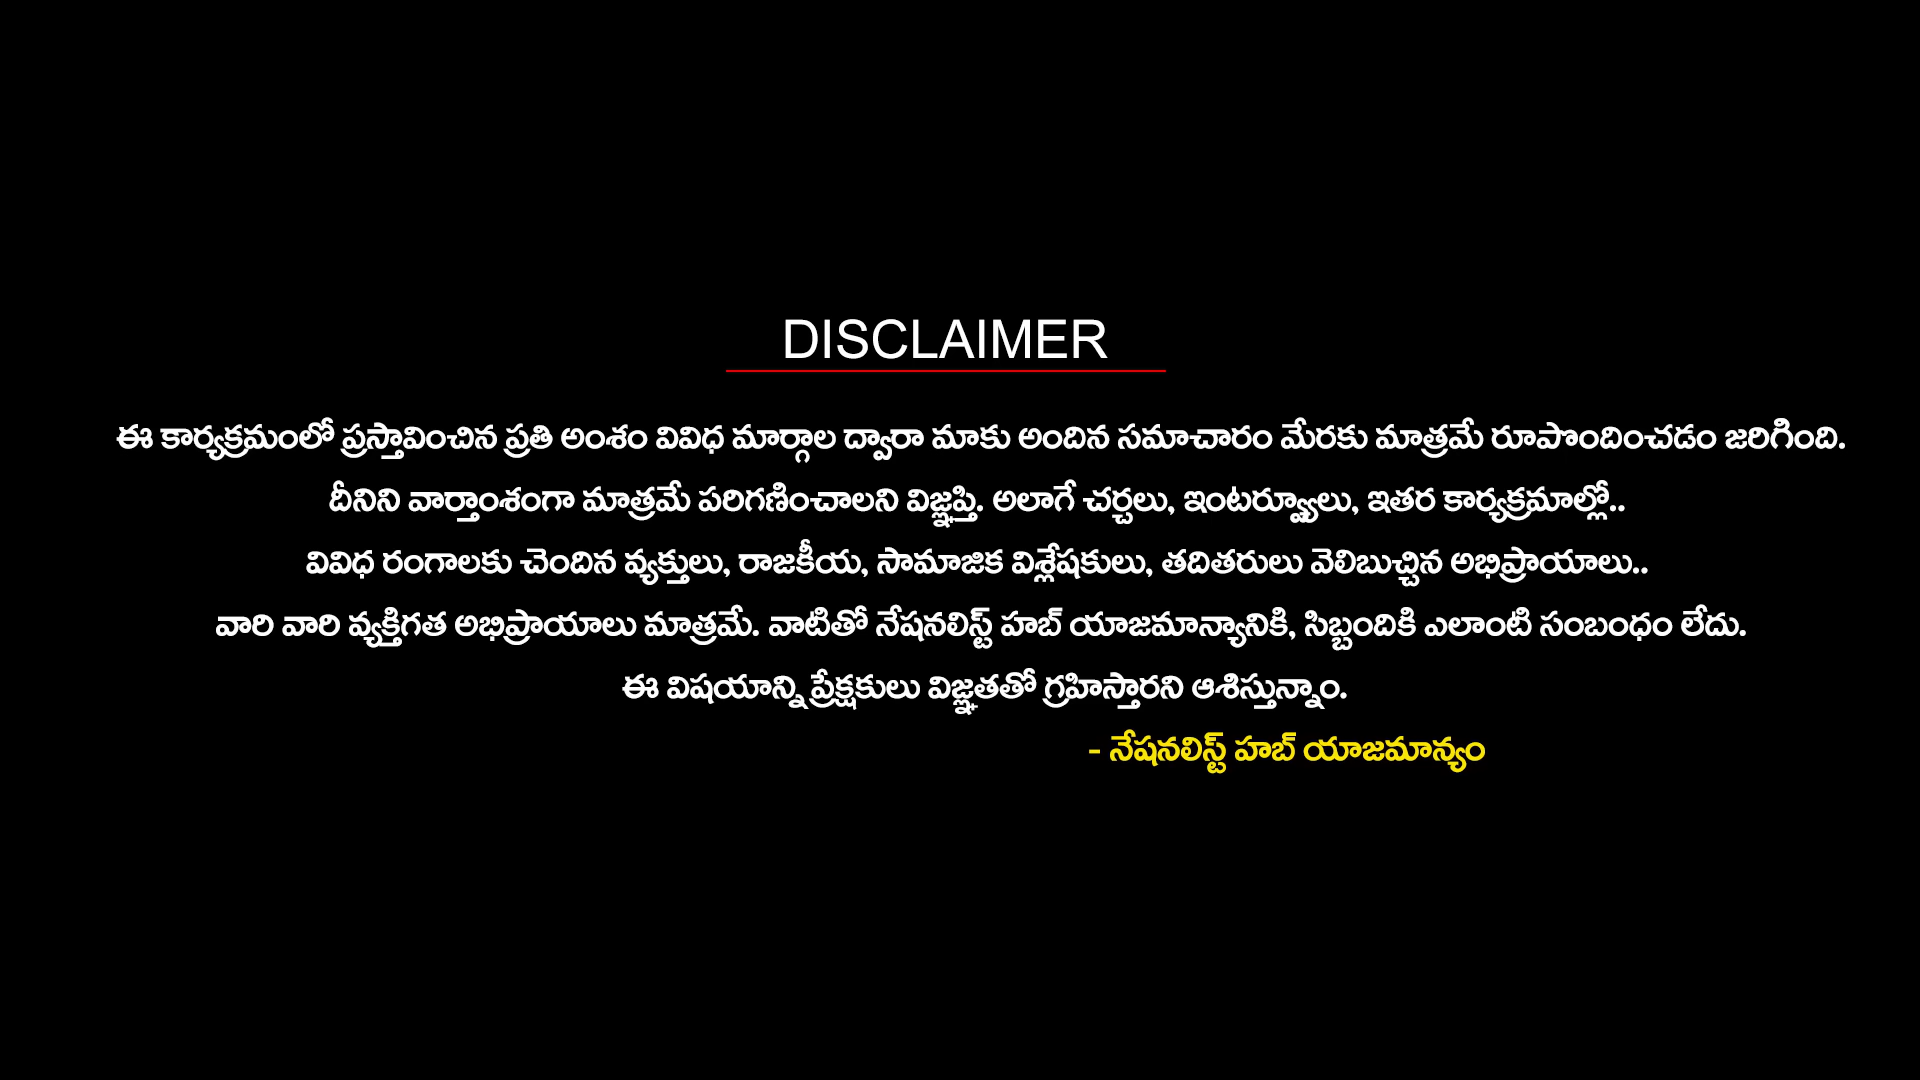 DISCLAIMER
ఈ కార్యక్రమంలో ప్రస్తావించిన ప్రతి అంశం వివిధ మార్గాల ద్వారా మాకు అందిన సమాచారం మేరకు మాత్రమే రూపొందించడం జరిగింది.
దీనిని వార్తాంశంగా మాత్రమే పరిగణించాలని విజ్ఞప్తి. అలాగే చర్చలు, ఇంటర్వ్యూలు, ఇతర కార్యక్రమాల్లో..
వివిధ రంగాలకు చెందిన వ్యక్తులు, రాజకీయ, సామాజిక విశ్లేషకులు, తదితరులు వెలిబుచ్చిన అభిప్రాయాలు..
వారి వారి వ్యక్తిగత అభిప్రాయాలు మాత్రమే. వాటితో నేషనలిస్ట్ హబ్ యాజమాన్యానికి, సిబ్బందికి ఎలాంటి సంబంధం లేదు.
ఈ విషయాన్ని ప్రేక్షకులు విజ్ఞతతో గ్రహిస్తారని ఆశిస్తున్నాం.
- నేషనలిస్ట్ హబ్ యాజమాన్యం